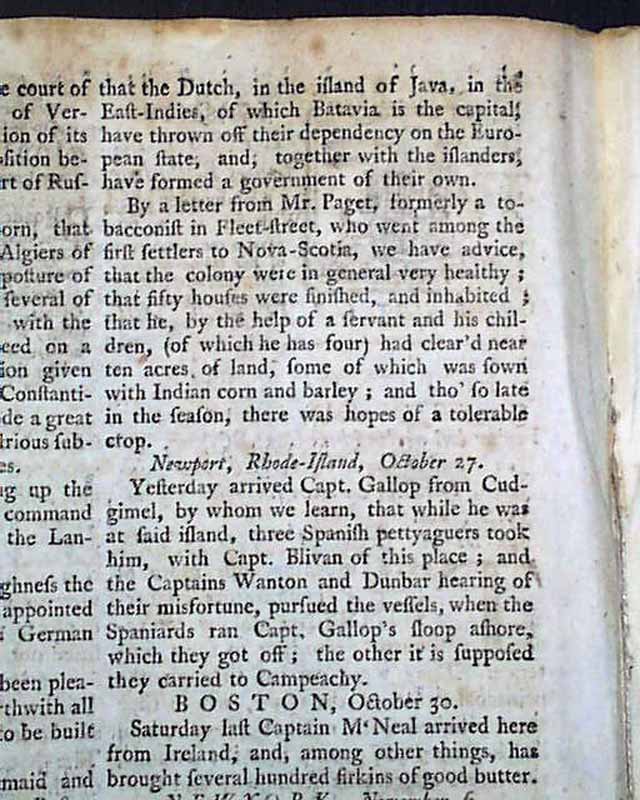 e court of
of Ver-
ion of its
sition be-
rt of Ruſ-
orn, that
Algiers of
poſture of
ſeveral of
with the
eed on a
ion given
Conſtanti-
de a great
ſub-
es.
ng up the
command
the Lan-
ghneſs the
appointed
German
been plea-
rthwith all
to be built
maid and
that the Dutch, in the iſland of Java, in the
Eaſt-Indies, of which Batavia is the capital,
have thrown off their dependency on the Euro-
pean ſtate, and, together with the iſlanders,
have formed a government of their own.
By a letter from Mr. Paget, formerly a to-
bacconiſt in Fleet-ſtreet, who went among the
firſt ſettlers to Nova-Scotia, we have advice,
that the colony were in general very healthy ;
that fifty houſes were finiſhed, and inhabited ;
that he, by the help of a ſervant and his chil-
dren, (of which he has four) had clear'd near
ten acres of land, ſome of which was ſown
with Indian corn and barley ; and tho' ſo late
in the ſeaſon, there was hopes of a tolerable
crop.
Newport, Rhode-Iſland, October 27.
Yeſterday arrived Capt. Gallop from Cud-
gimel, by whom we learn, that while he was
at ſaid iſland, three Spaniſh pettyaguers took
him, with Capt. Blivan of this place ; and
the Captains Wanton and Dunbar hearing of
their misfortune, purſued the veſſels, when the
Spaniards ran Capt. Gallop's ſloop aſhore,
which they got off ; the other it is ſuppoſed
they carried to Campeachy.
BOSTON, October 30.
Saturday laſt Captain M'Neal arrived here
from Ireland, and, among other things, has
brought ſeveral hundred firkins of good butter.